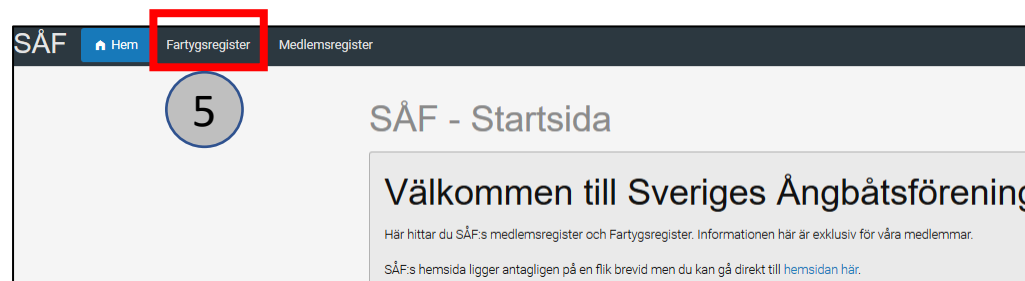 SÅF Hem Fartygsregister Medlemsregister
5
SÅF - Startsida
Välkommen till Sveriges Ångbåtsförening
Här hittar du SÅF:s medlemsregister och Fartygsregister. Informationen här är exklusiv för våra medlemmar.
SÅF:s hemsida ligger antagligen på en flik brevid men du kan gå direkt till hemsidan här.